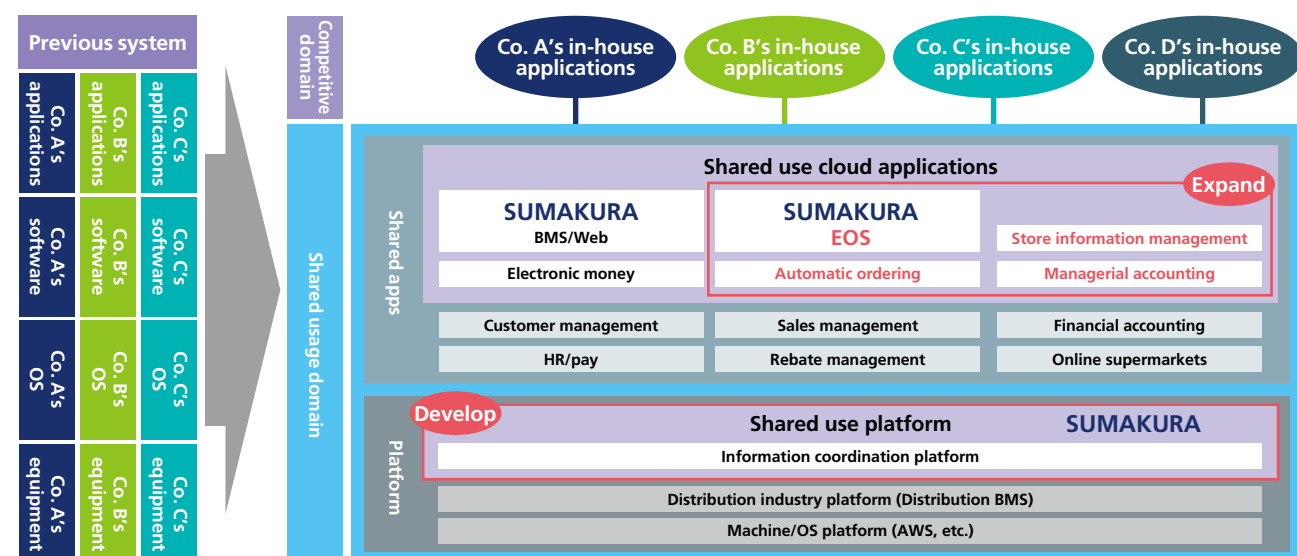 Previous system
Co. A's
applications
Co. B's
applications
Co. C's
applications
Co. A's
software
Co. B's
software
Co. C's
software
Co. A's
OS
Co. B's
OS
Co. C's
OS
Co. A's
equipment
Co. B's
equipment
Co. C's
equipment
Competitive
domain
Co. A's in-house
applications
Co. B's in-house
applications
Co. C's in-house
applications
Co. D's in-house
applications
Shared usage domain
Shared apps
Shared use cloud applications
Expand
SUMAKURA
BMS/Web
SUMAKURA
EOS
Store information management
Electronic money
Automatic ordering
Managerial accounting
Customer management
Sales management
Financial accounting
HR/pay
Rebate management
Online supermarkets
Platform
Develop
Shared use platform
SUMAKURA
Information coordination platform
Distribution industry platform (Distribution BMS)
Machine/OS platform (AWS, etc.)